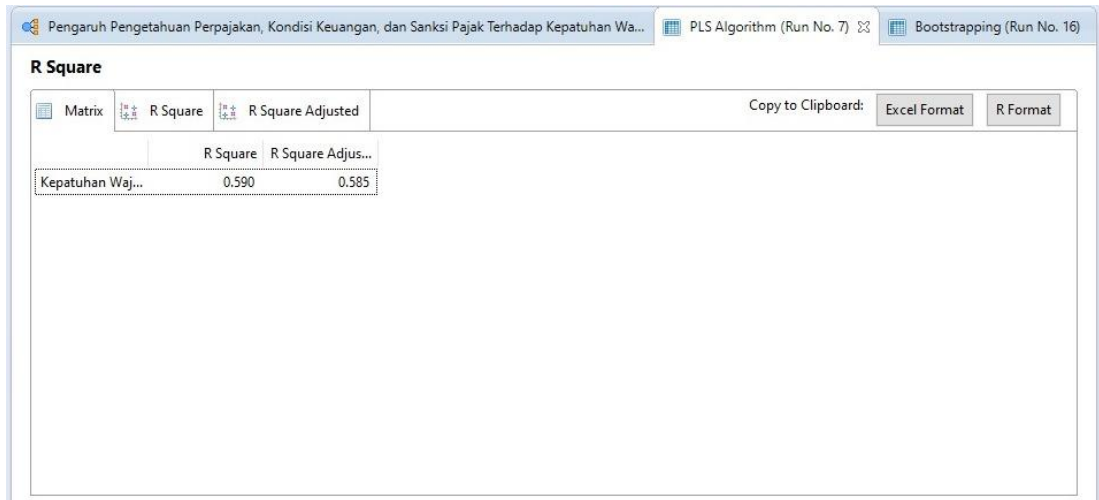 Pengaruh Pengetahuan Perpajakan, Kondisi Keuangan, dan Sanksi Pajak Terhadap Kepatuhan Wa... PLS Algorithm (Run No. 7) Bootstrapping (Run No. 16)
R Square
Matrix R Square R Square Adjusted Copy to Clipboard: Excel Format R Format
R Square R Square Adjus...
Kepatuhan Waj... 0.590 0.585